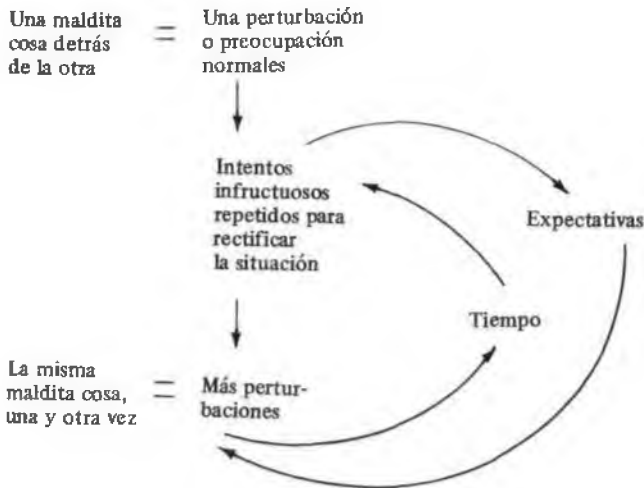 Una maldita
cosa detrás
de la otra
=
Una perturbación
o preocupación
normales
Intentos
infructuosos
repetidos para
rectificar
la situación
Expectativas
Tiempo
La misma
maldita cosa,
una y otra vez
=
Más pertur-
baciones